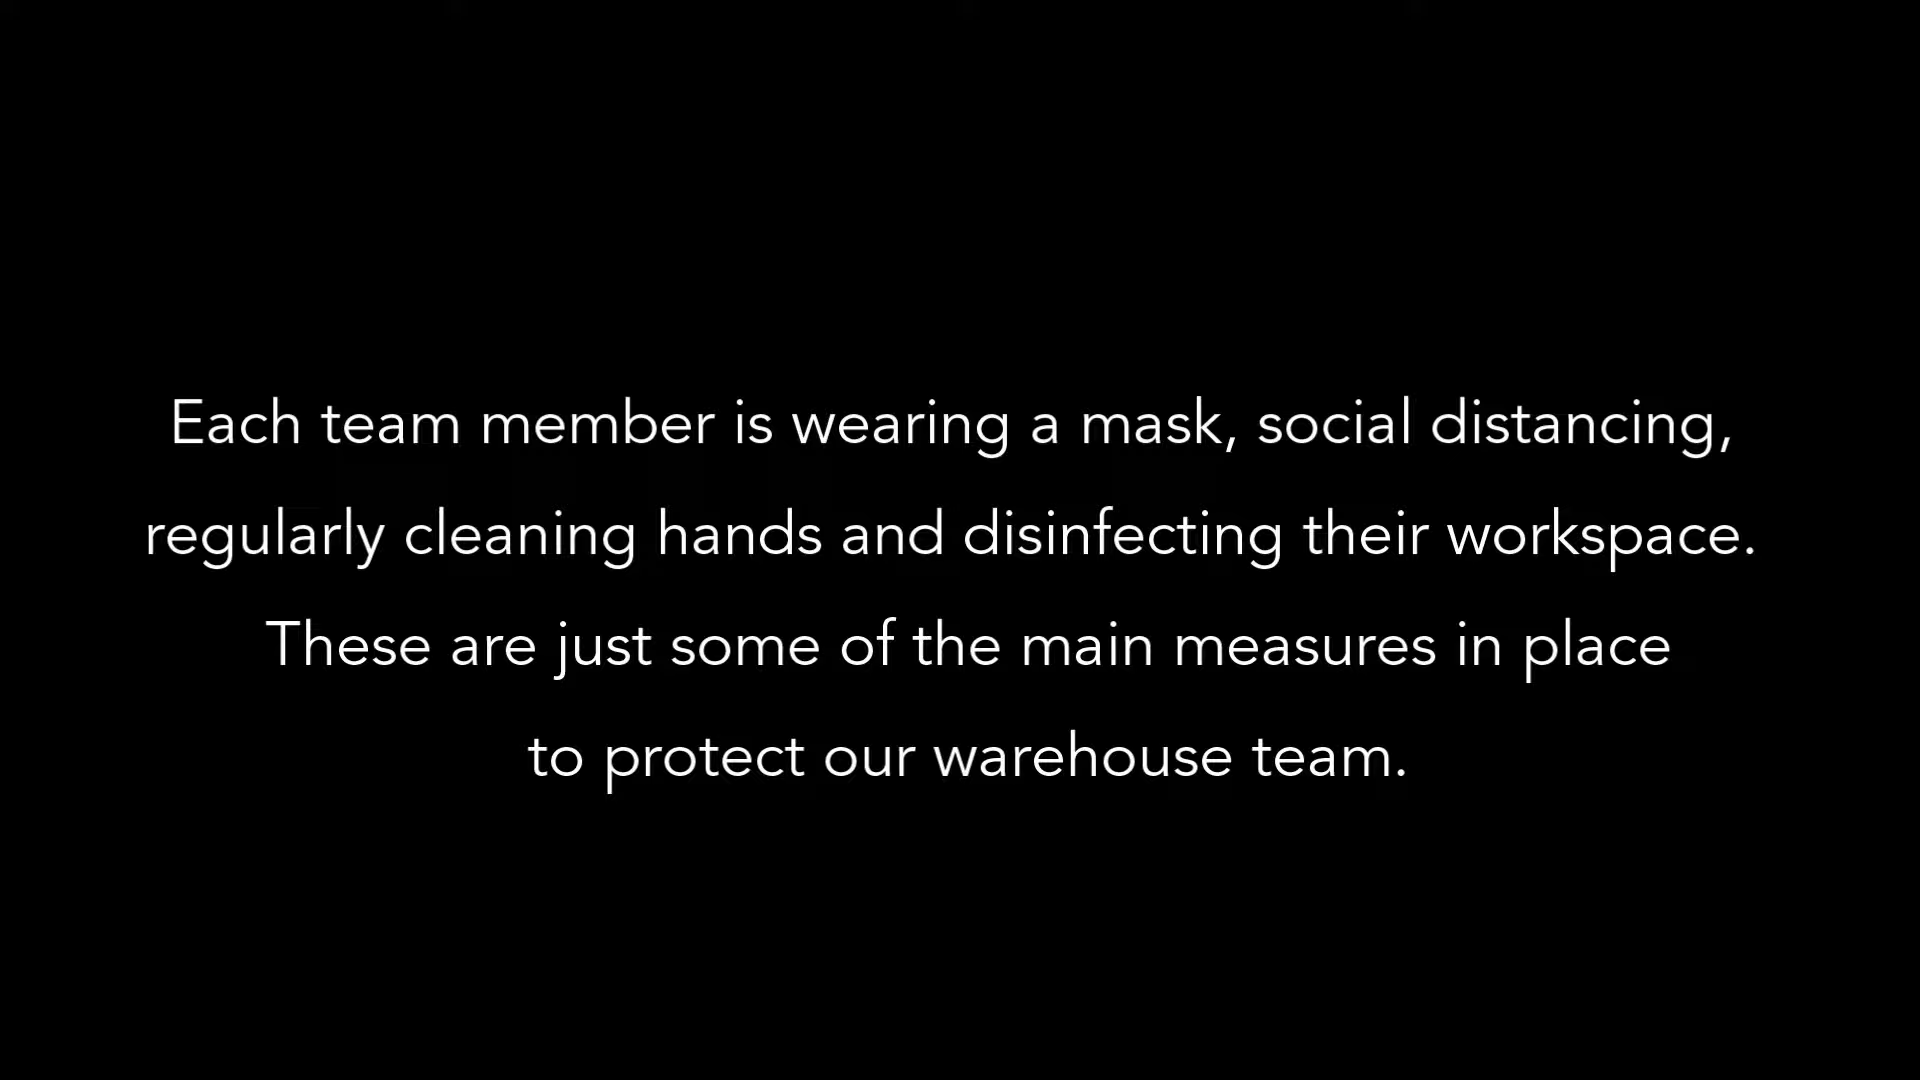 Each team member is wearing a mask, social distancing,
regularly cleaning hands and disinfecting their workspace.
These are just some of the main measures in place
to protect our warehouse team.